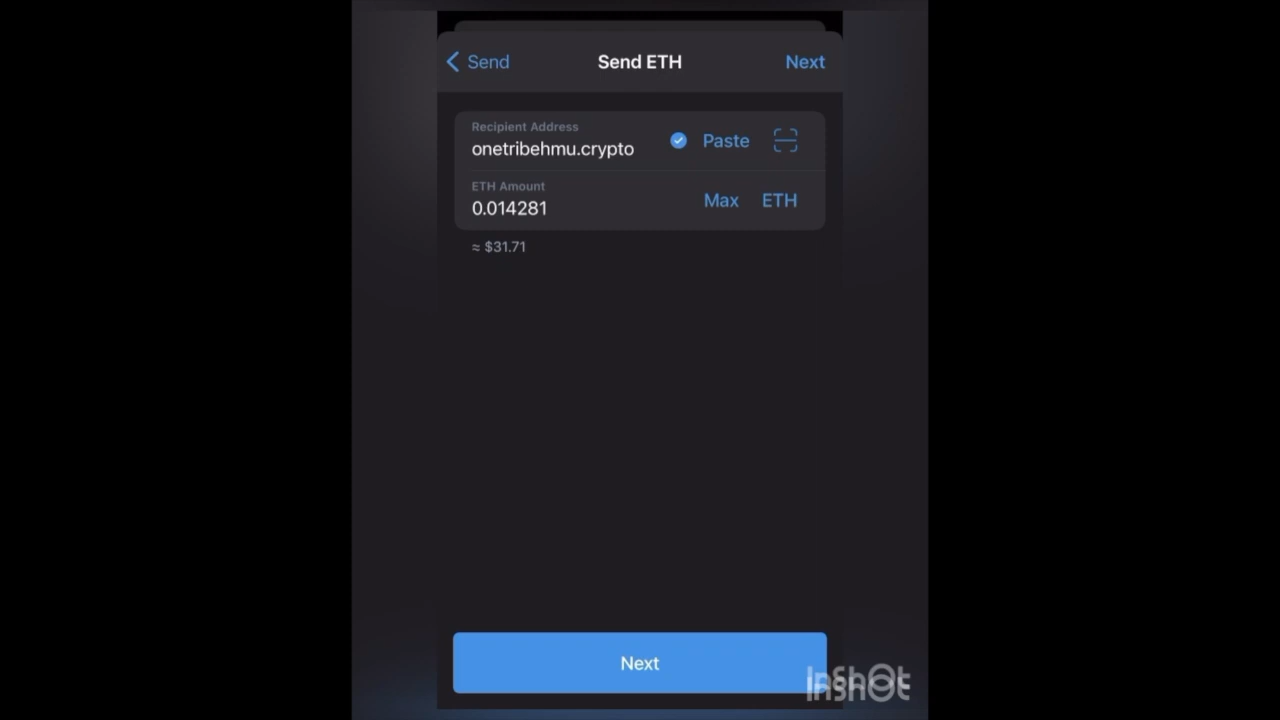 Send
Send ETH
Next
Recipient Address
onetribehmu.crypto
Paste
ETH Amount
0.014281
Max
ETH
≈ $31.71
Next
InShOt